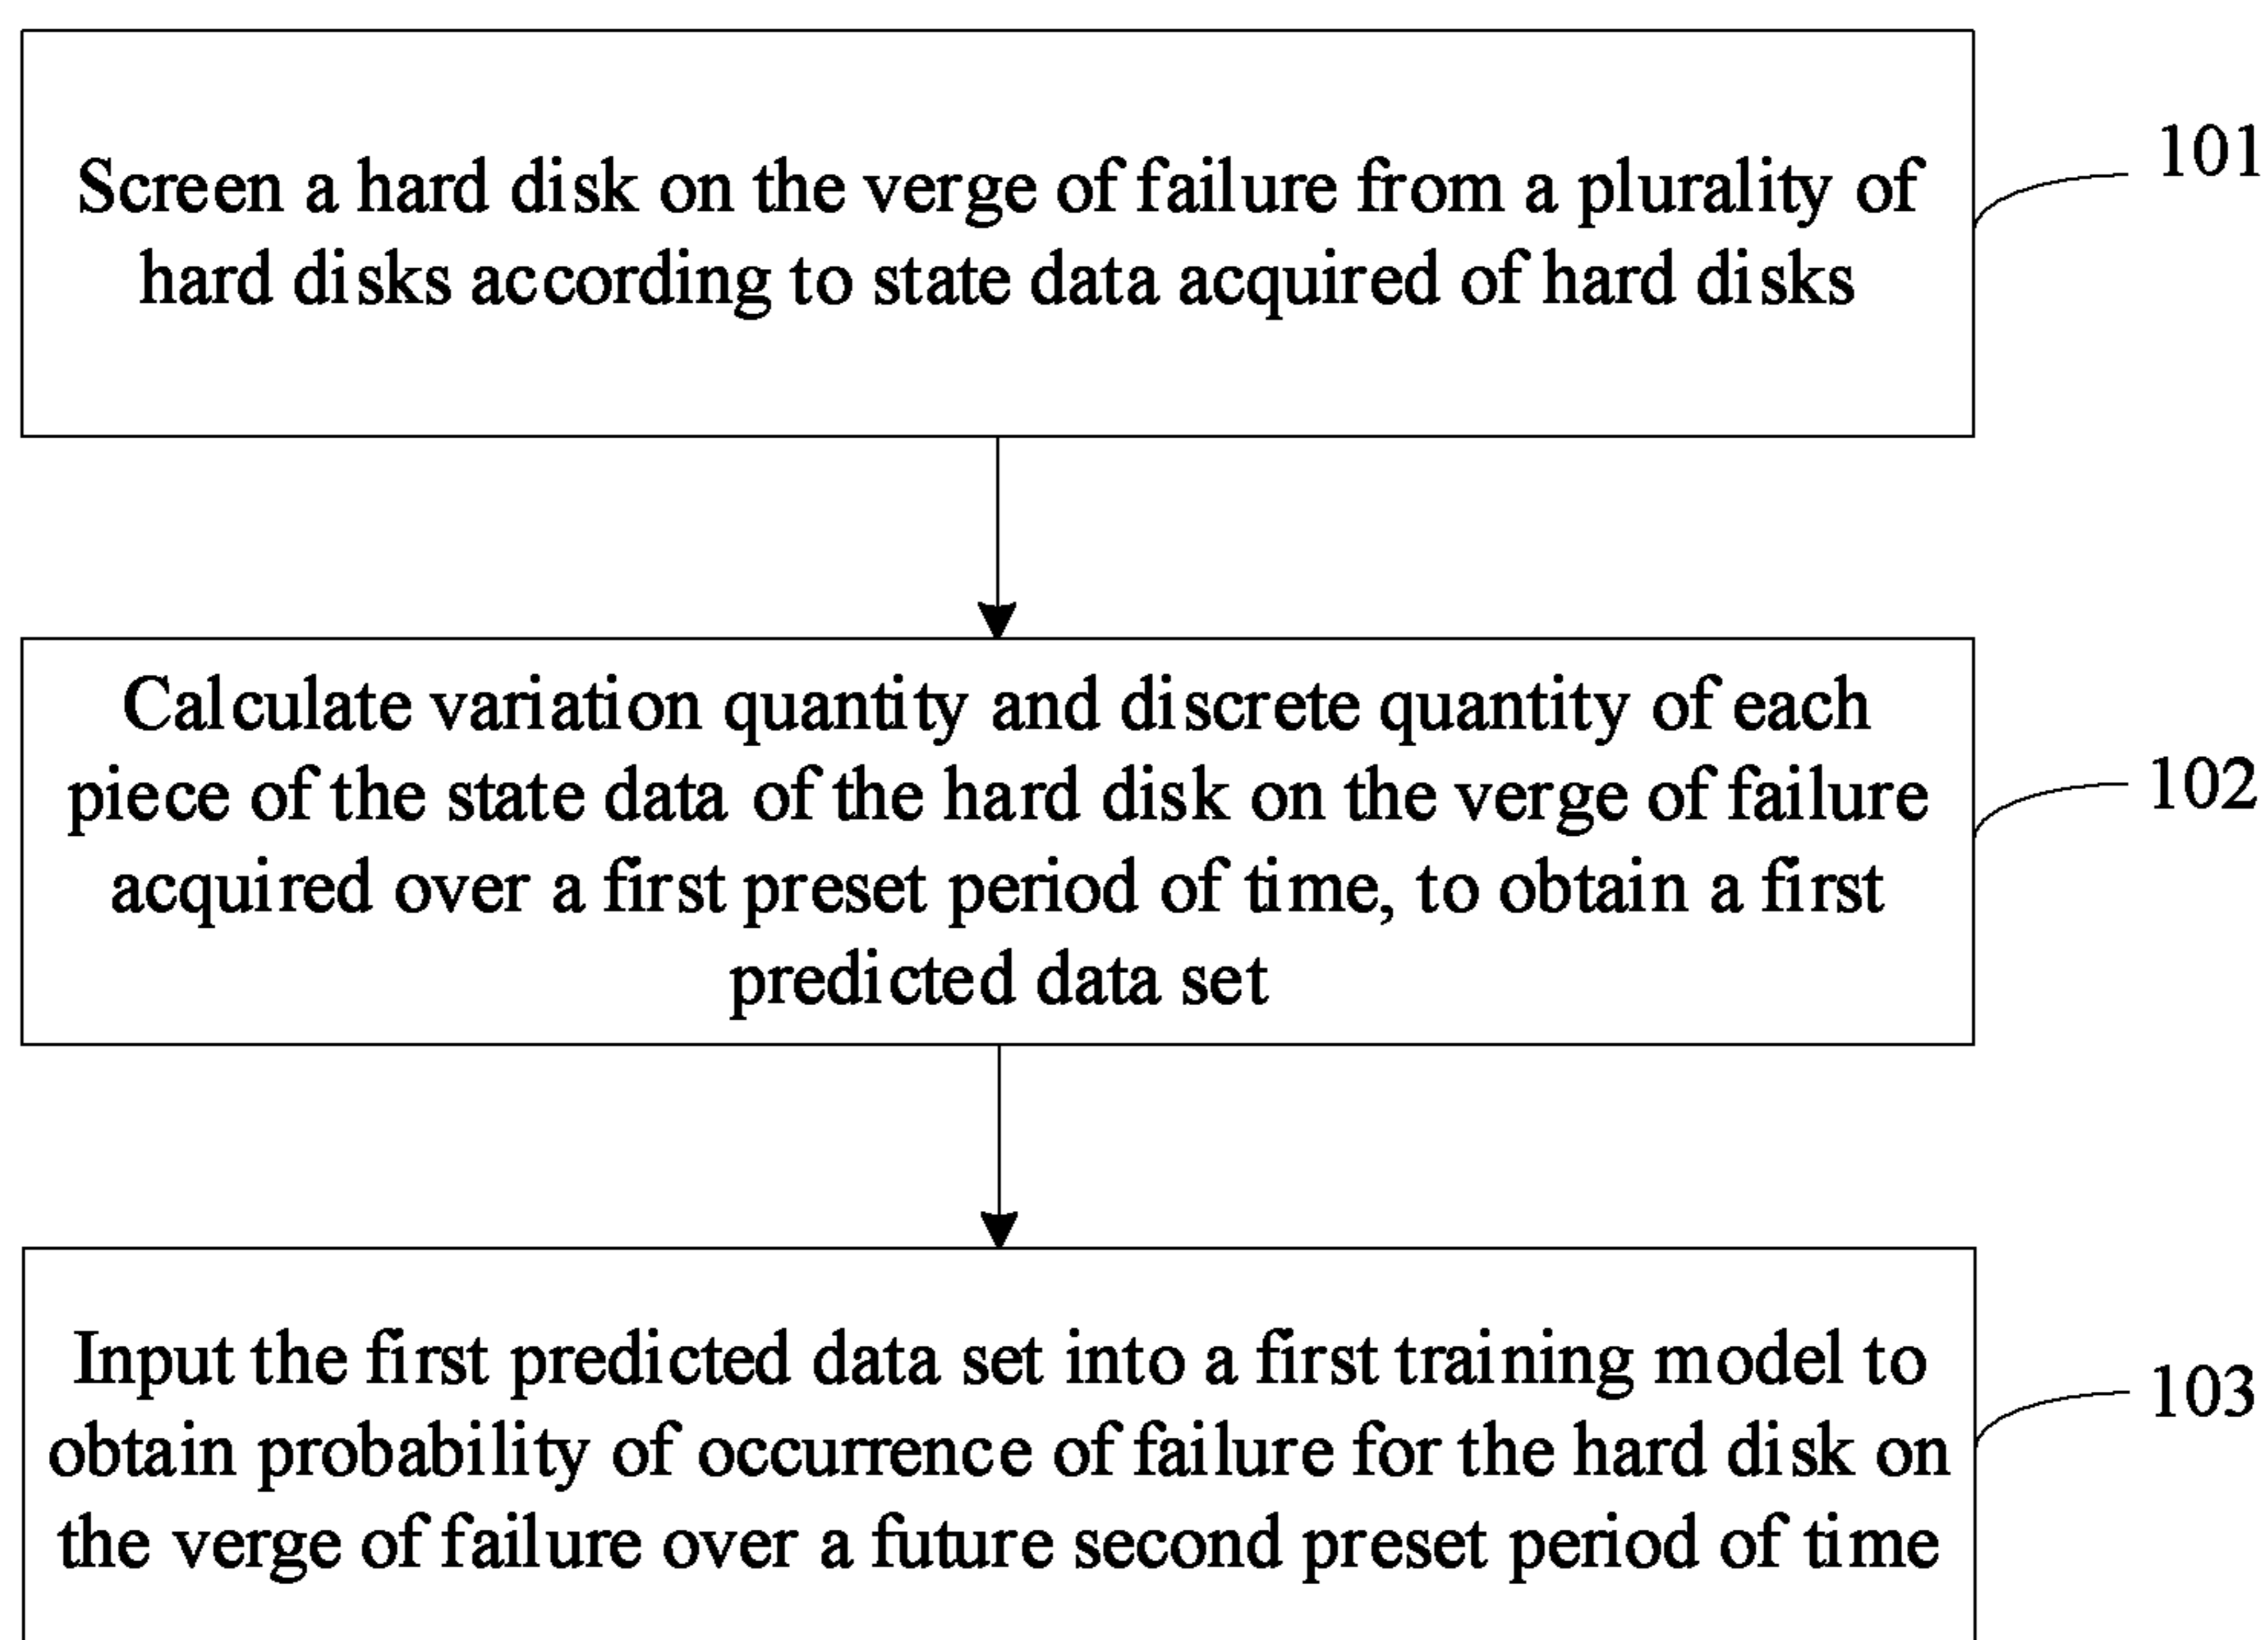 Screen a hard disk on the verge of failure from a plurality of
hard disks according to state data acquired of hard disks
101
Calculate variation quantity and discrete quantity of each
piece of the state data of the hard disk on the verge of failure
acquired over a first preset period of time, to obtain a first
predicted data set
102
Input the first predicted data set into a first training model to
obtain probability of occurrence of failure for the hard disk on
the verge of failure over a future second preset period of time
103